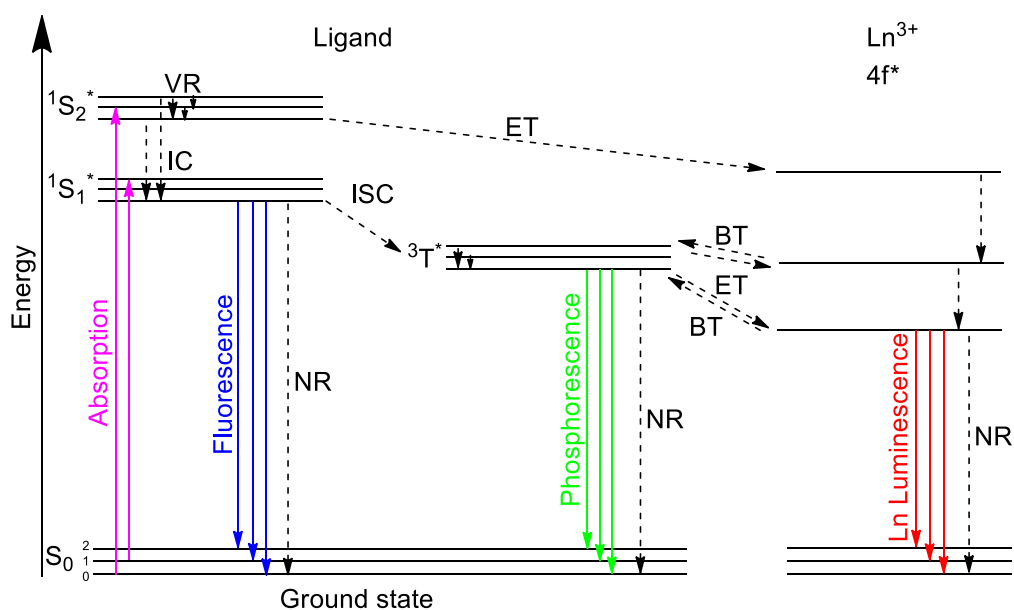 Ligand
Ln³⁺
4f*
VR
¹S₂*
ET
IC
¹S₁*
ISC
BT
³T*
ET
BT
Energy
Absorption
Fluorescence
NR
Phosphorescence
NR
Ln Luminescence
NR
2
S₀ 1
0
Ground state